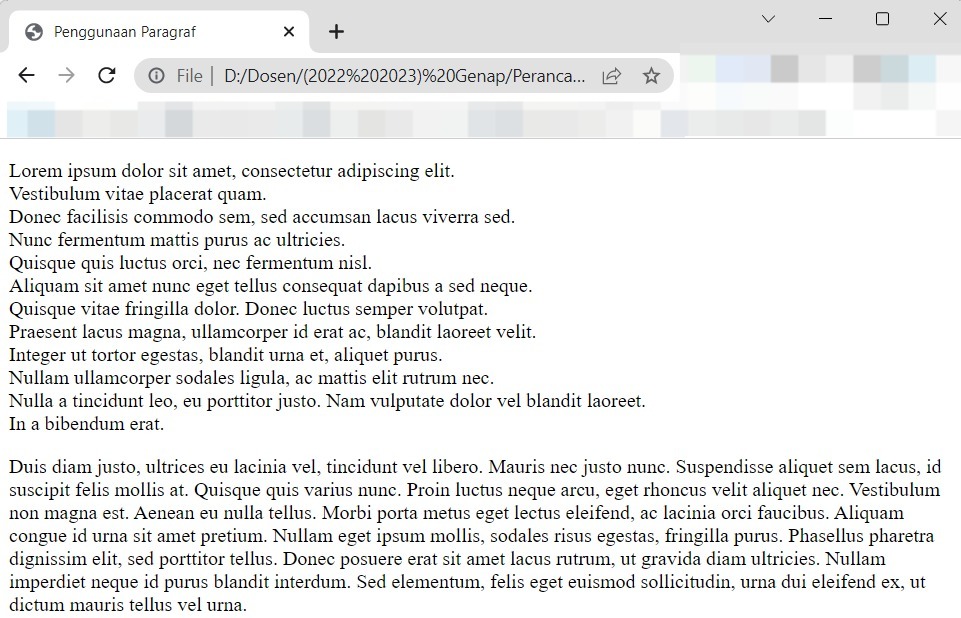 Penggunaan Paragraf
File | D:/Dosen/(2022%202023)%20Genap/Peranca...
Lorem ipsum dolor sit amet, consectetur adipiscing elit.
Vestibulum vitae placerat quam.
Donec facilisis commodo sem, sed accumsan lacus viverra sed.
Nunc fermentum mattis purus ac ultricies.
Quisque quis luctus orci, nec fermentum nisl.
Aliquam sit amet nunc eget tellus consequat dapibus a sed neque.
Quisque vitae fringilla dolor. Donec luctus semper volutpat.
Praesent lacus magna, ullamcorper id erat ac, blandit laoreet velit.
Integer ut tortor egestas, blandit urna et, aliquet purus.
Nullam ullamcorper sodales ligula, ac mattis elit rutrum nec.
Nulla a tincidunt leo, eu porttitor justo. Nam vulputate dolor vel blandit laoreet.
In a bibendum erat.
Duis diam justo, ultrices eu lacinia vel, tincidunt vel libero. Mauris nec justo nunc. Suspendisse aliquet sem lacus, id
suscipit felis mollis at. Quisque quis varius nunc. Proin luctus neque arcu, eget rhoncus velit aliquet nec. Vestibulum
non magna est. Aenean eu nulla tellus. Morbi porta metus eget lectus eleifend, ac lacinia orci faucibus. Aliquam
congue id urna sit amet pretium. Nullam eget ipsum mollis, sodales risus egestas, fringilla purus. Phasellus pharetra
dignissim elit, sed porttitor tellus. Donec posuere erat sit amet lacus rutrum, ut gravida diam ultricies. Nullam
imperdiet neque id purus blandit interdum. Sed elementum, felis eget euismod sollicitudin, urna dui eleifend ex, ut
dictum mauris tellus vel urna.